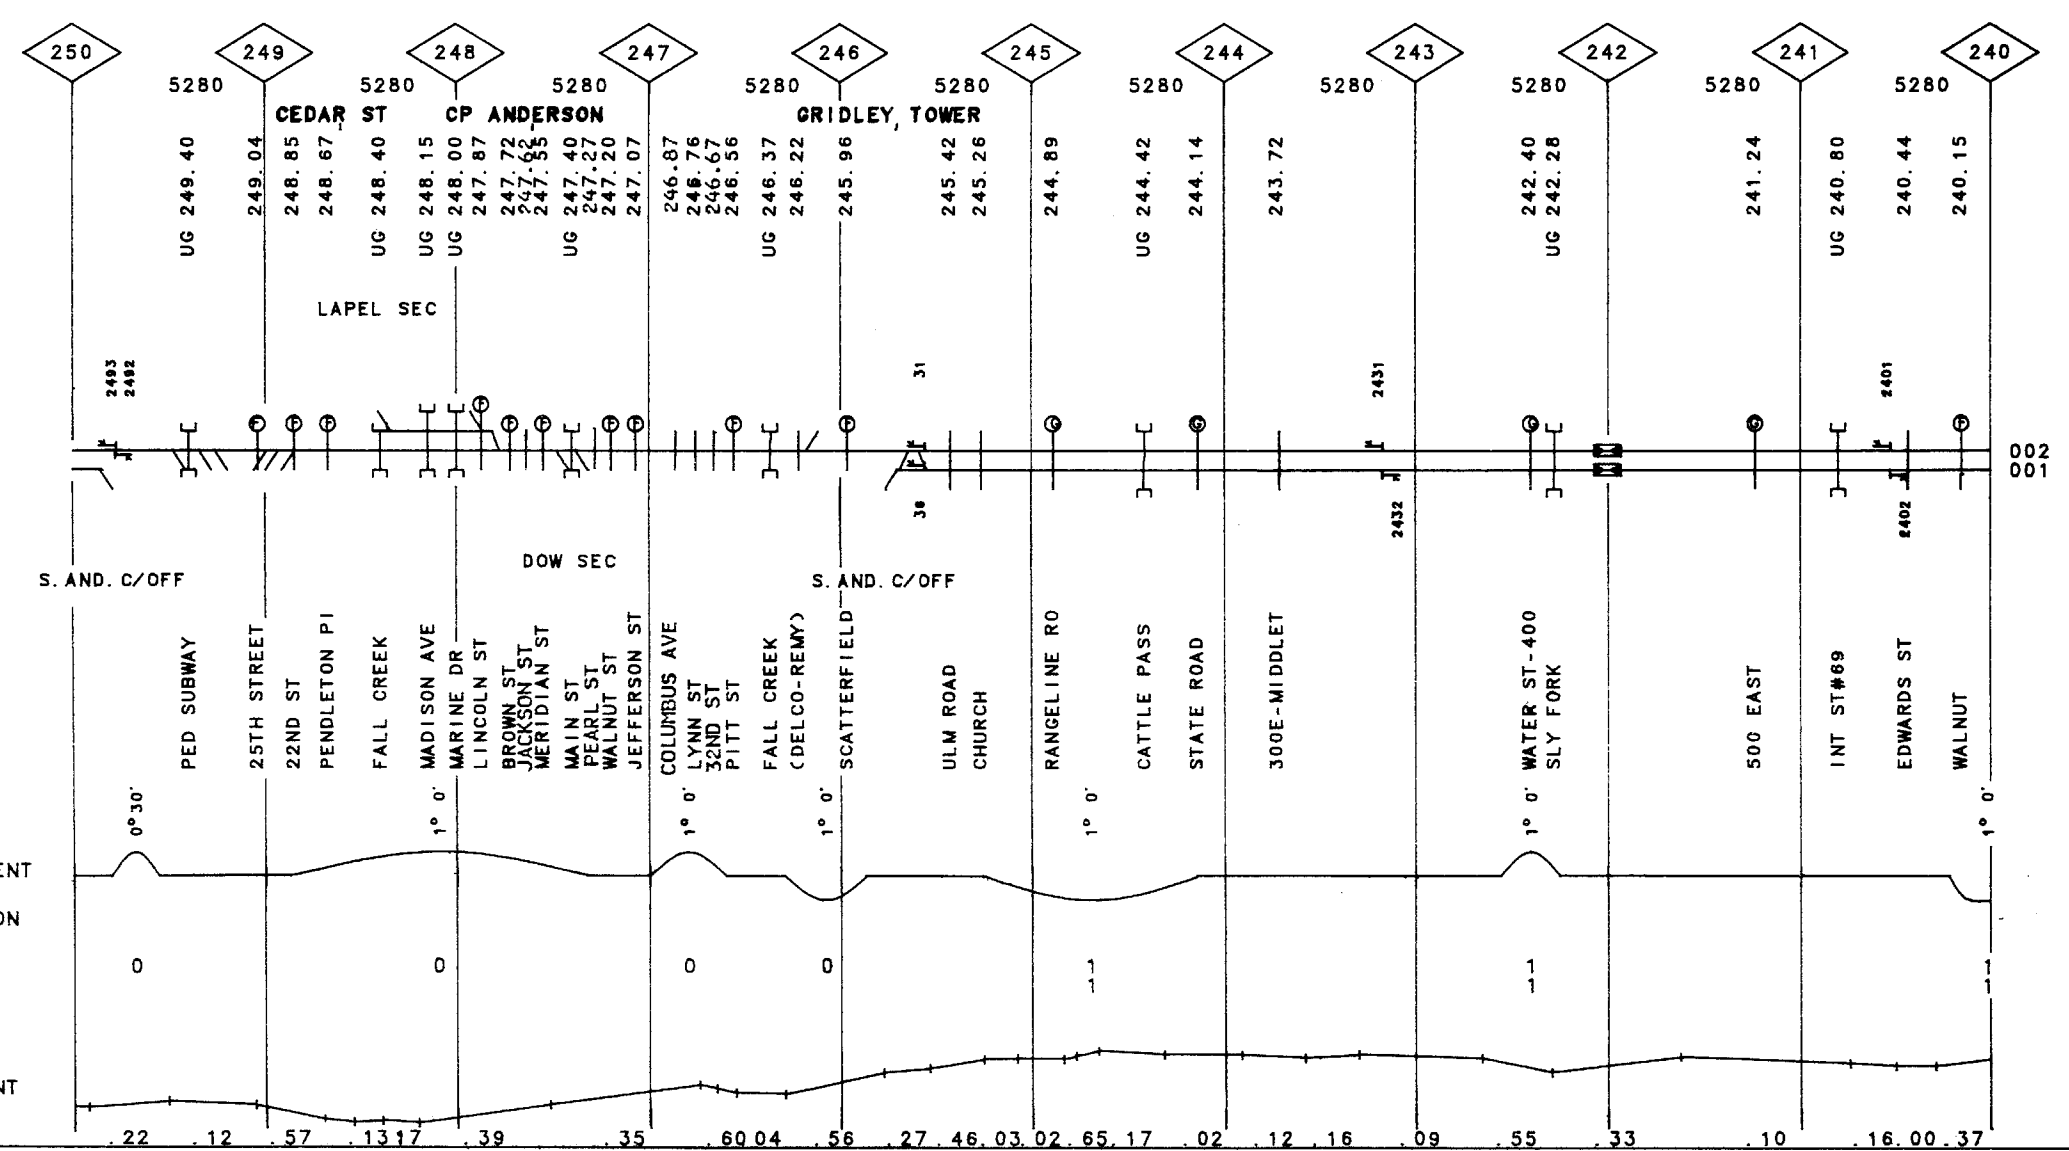 250 249 248 247 246 245 244 243 242 241 240
5280 5280 5280 5280 5280 5280 5280 5280 5280 5280
CEDAR ST CP ANDERSON GRIDLEY, TOWER
UG 249.40
249.04
248.85
248.67
UG 248.40
UG 248.15
UG 248.00
247.87
247.72
247.62
247.55
UG 247.40
247.27
247.20
247.07
246.87
246.76
246.67
246.56
UG 246.37
246.22
245.96
245.42
245.26
244.89
UG 244.42
244.14
243.72
242.40
UG 242.28
241.24
UG 240.80
240.44
240.15
LAPEL SEC
2493
2492
31
2431
2401
F F F F F F F F F F G G G G F
002
001
36
2432
2402
DOW SEC
S. AND. C/OFF S. AND. C/OFF
PED SUBWAY
25TH STREET
22ND ST
PENDLETON PI
FALL CREEK
MADISON AVE
MARINE DR
LINCOLN ST
BROWN ST
JACKSON ST
MERIDIAN ST
MAIN ST
PEARL ST
WALNUT ST
JEFFERSON ST
COLUMBUS AVE
LYNN ST
32ND ST
PITT ST
FALL CREEK
(DELCO-REMY)
SCATTERFIELD
ULM ROAD
CHURCH
RANGELINE RO
CATTLE PASS
STATE ROAD
300E-MIDDLET
WATER ST-400
SLY FORK
500 EAST
INT ST#69
EDWARDS ST
WALNUT
0° 30' 1° 0' 1° 0' 1° 0' 1° 0' 1° 0' 1° 0'
ENT
ON
0 0 0 0 1 1 1
1 1 1
NT
.22 .12 .57 .13 17 .39 .35 .60 04 .56 .27 .46 .03 .02 .65 .17 .02 .12 .16 .09 .55 .33 .10 .16 .00 .37